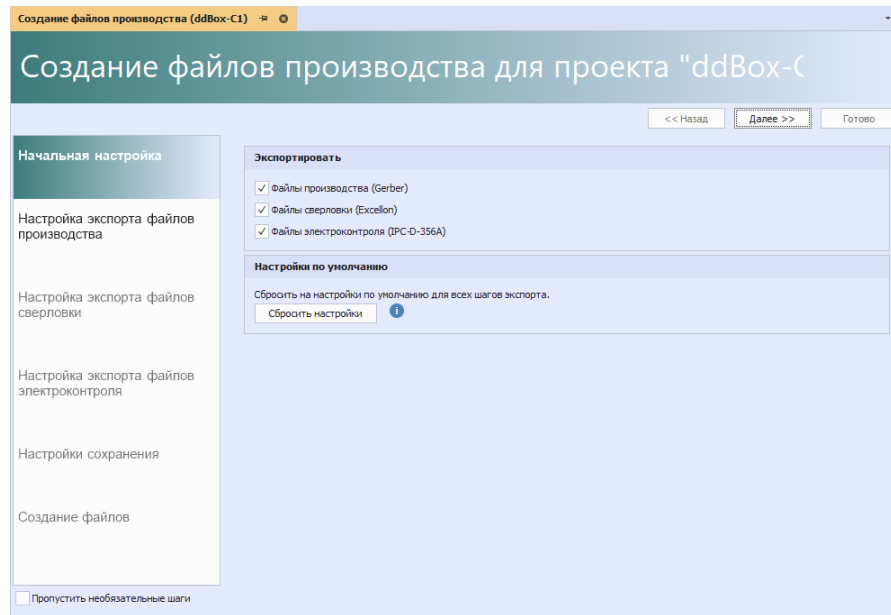 Создание файлов производства (ddBox-C1)
Создание файлов производства для проекта "ddBox-C
<< Назад
Далее >>
Готово
Начальная настройка
Настройка экспорта файлов
производства
Настройка экспорта файлов
сверловки
Настройка экспорта файлов
электроконтроля
Настройки сохранения
Создание файлов
Пропустить необязательные шаги
Экспортировать
Файлы производства (Gerber)
Файлы сверловки (Excellon)
Файлы электроконтроля (IPC-D-356A)
Настройки по умолчанию
Сбросить на настройки по умолчанию для всех шагов экспорта.
Сбросить настройки